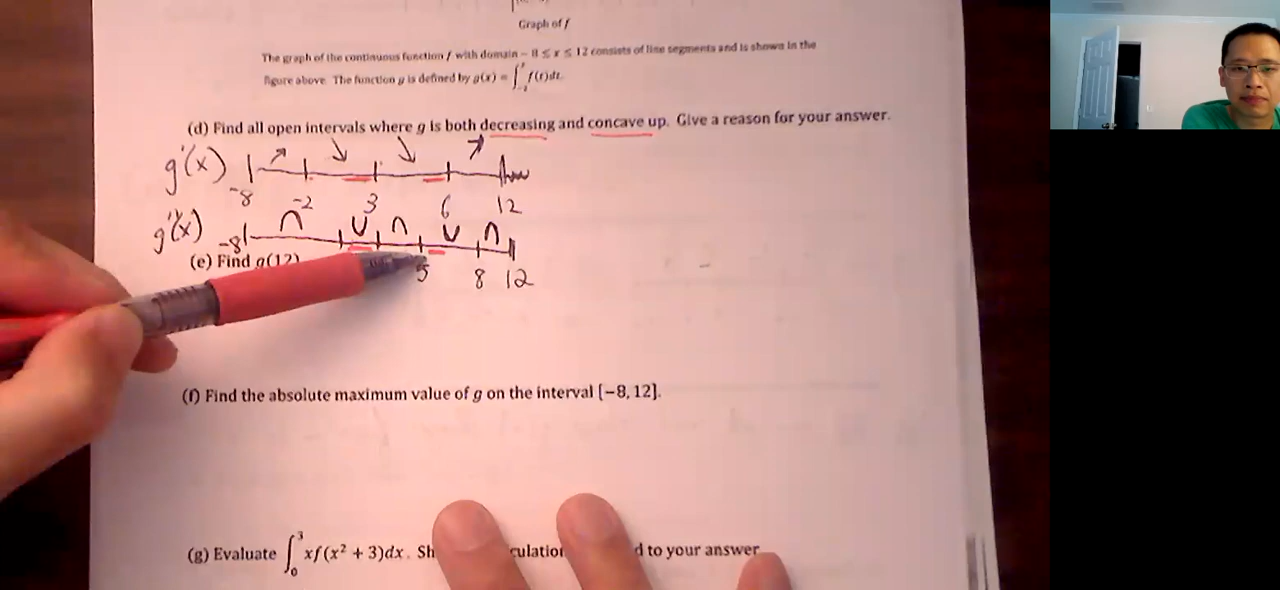 Graph of f
The graph of the continuous function f with domain − 8 ≤ x ≤ 12 consists of line segments and is shown in the
figure above. The function g is defined by g(x) = ∫ f(t)dt.
(d) Find all open intervals where g is both decreasing and concave up. Give a reason for your answer.
g'(x)
-8 -2 3 6 12
g''(x) -8
5 8 12
(e) Find g(12)
(f) Find the absolute maximum value of g on the interval [−8, 12].
(g) Evaluate ∫₀³ xf(x² + 3)dx. Sh d to your answer